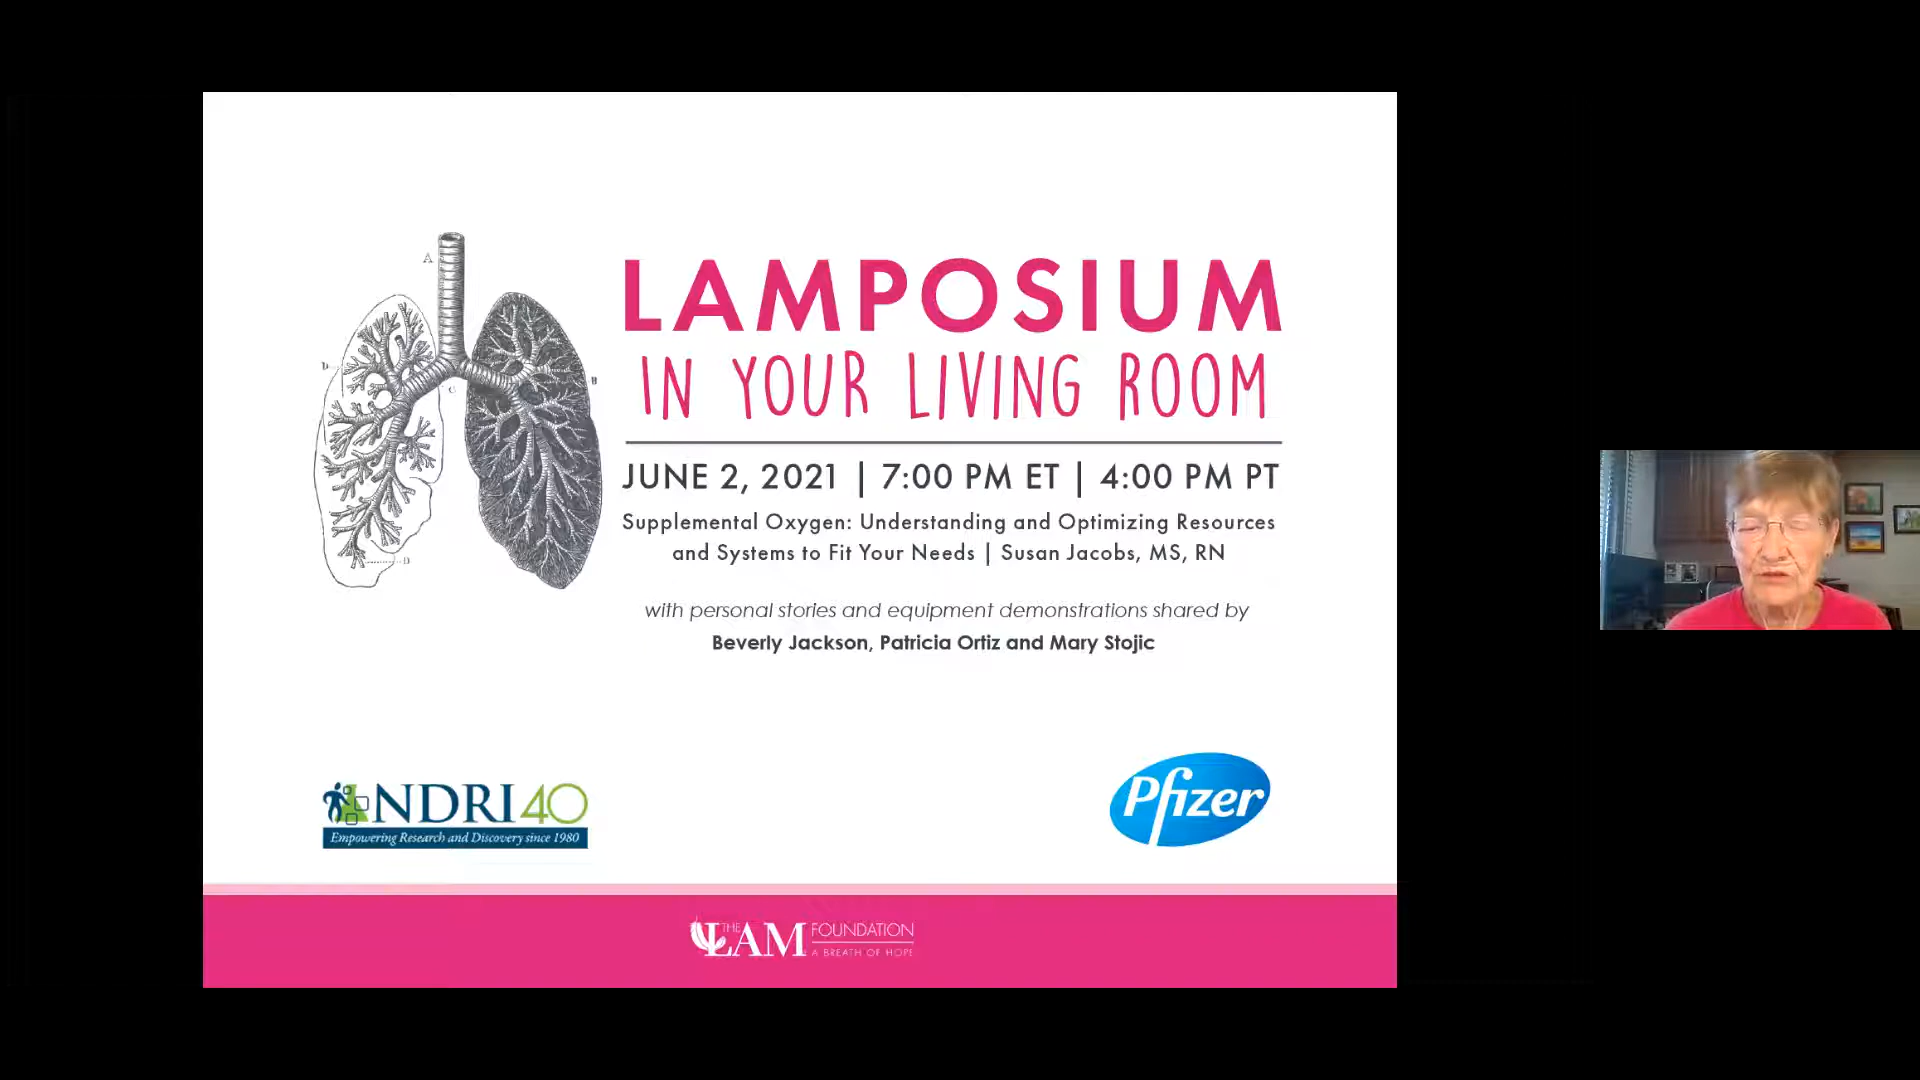 LAMPOSIUM
IN YOUR LIVING ROOM
JUNE 2, 2021 | 7:00 PM ET | 4:00 PM PT
Supplemental Oxygen: Understanding and Optimizing Resources
and Systems to Fit Your Needs | Susan Jacobs, MS, RN
with personal stories and equipment demonstrations shared by
Beverly Jackson, Patricia Ortiz and Mary Stojic
A
D
C
B
D
NDRI 40
Empowering Research and Discovery since 1980
Pfizer
THE LAM FOUNDATION
A BREATH OF HOPE